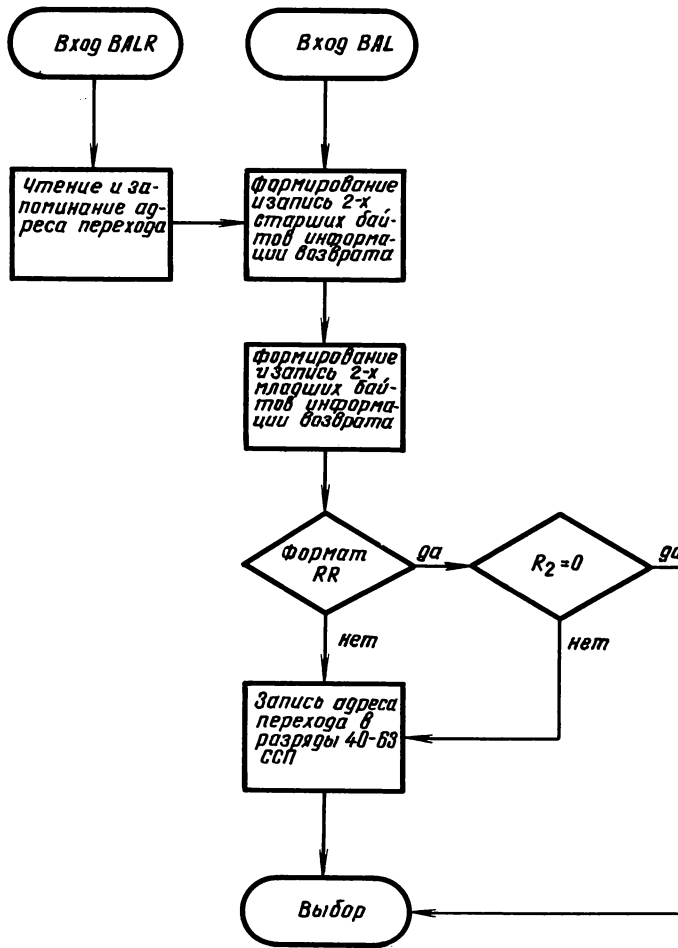 Вход BALR
Вход BAL
Чтение и за-
поминание ад-
реса перехода
Формирование
и запись 2-х
старших бай-
тов информа-
ции возврата
Формирование
и запись 2-х
младших бай-
тов информа-
ции возврата
Формат
RR
да
R2=0
да
нет
нет
Запись адреса
перехода в
разряды 40-63
ССП
Выбор